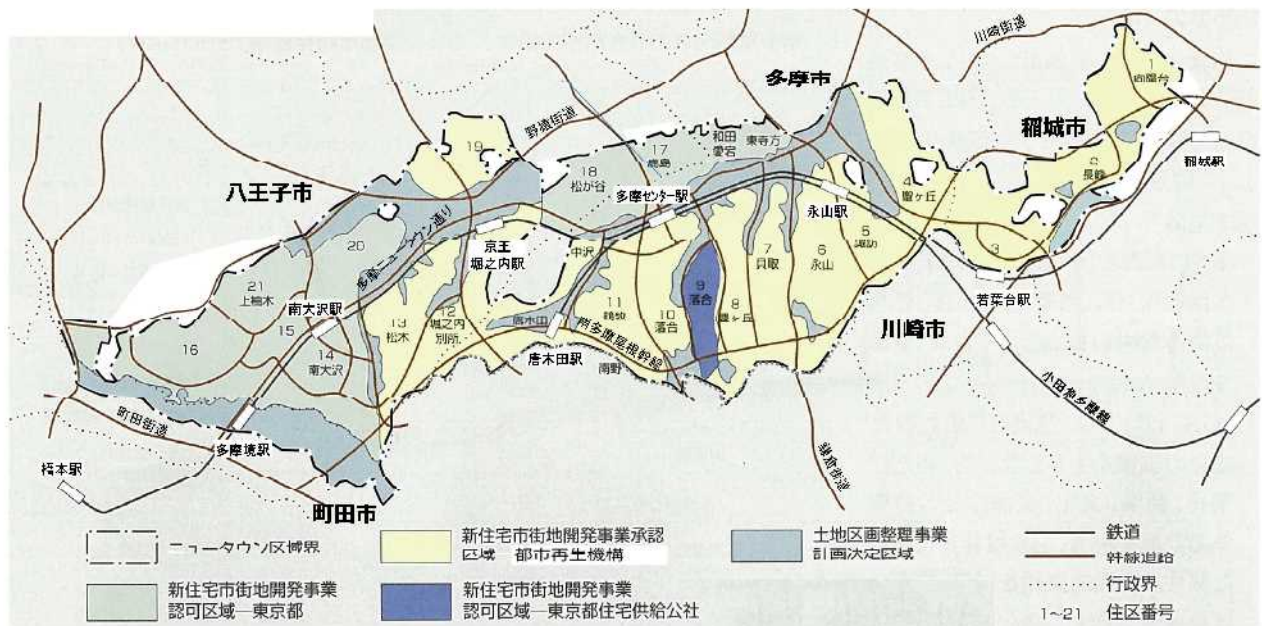 川崎街道
多摩市
1
向陽台
稲城市
稲城駅
野猿街道
和田
愛宕
東寺方
17
鹿島
19
18
松が谷
2
長峰
八王子市
多摩センター駅
4
聖ヶ丘
永山駅
多摩ニュータウン通り
20
京王
堀之内駅
中沢
7
貝取
6
永山
5
諏訪
3
21
上柚木
南大沢駅
9
落合
若葉台駅
15
12
堀之内
別所
唐木田
11
鶴牧
10
落合
8
豊ヶ丘
川崎市
16
13
松木
14
南大沢
南多摩尾根幹線
唐木田駅
南野
小田急多摩線
町田街道
多摩境駅
鎌倉街道
橋本駅
町田市
ニュータウン区域界
新住宅市街地開発事業承認
区域 都市再生機構
土地区画整理事業
計画決定区域
鉄道
幹線道路
行政界
1~21 住区番号
新住宅市街地開発事業
認可区域―東京都
新住宅市街地開発事業
認可区域―東京都住宅供給公社